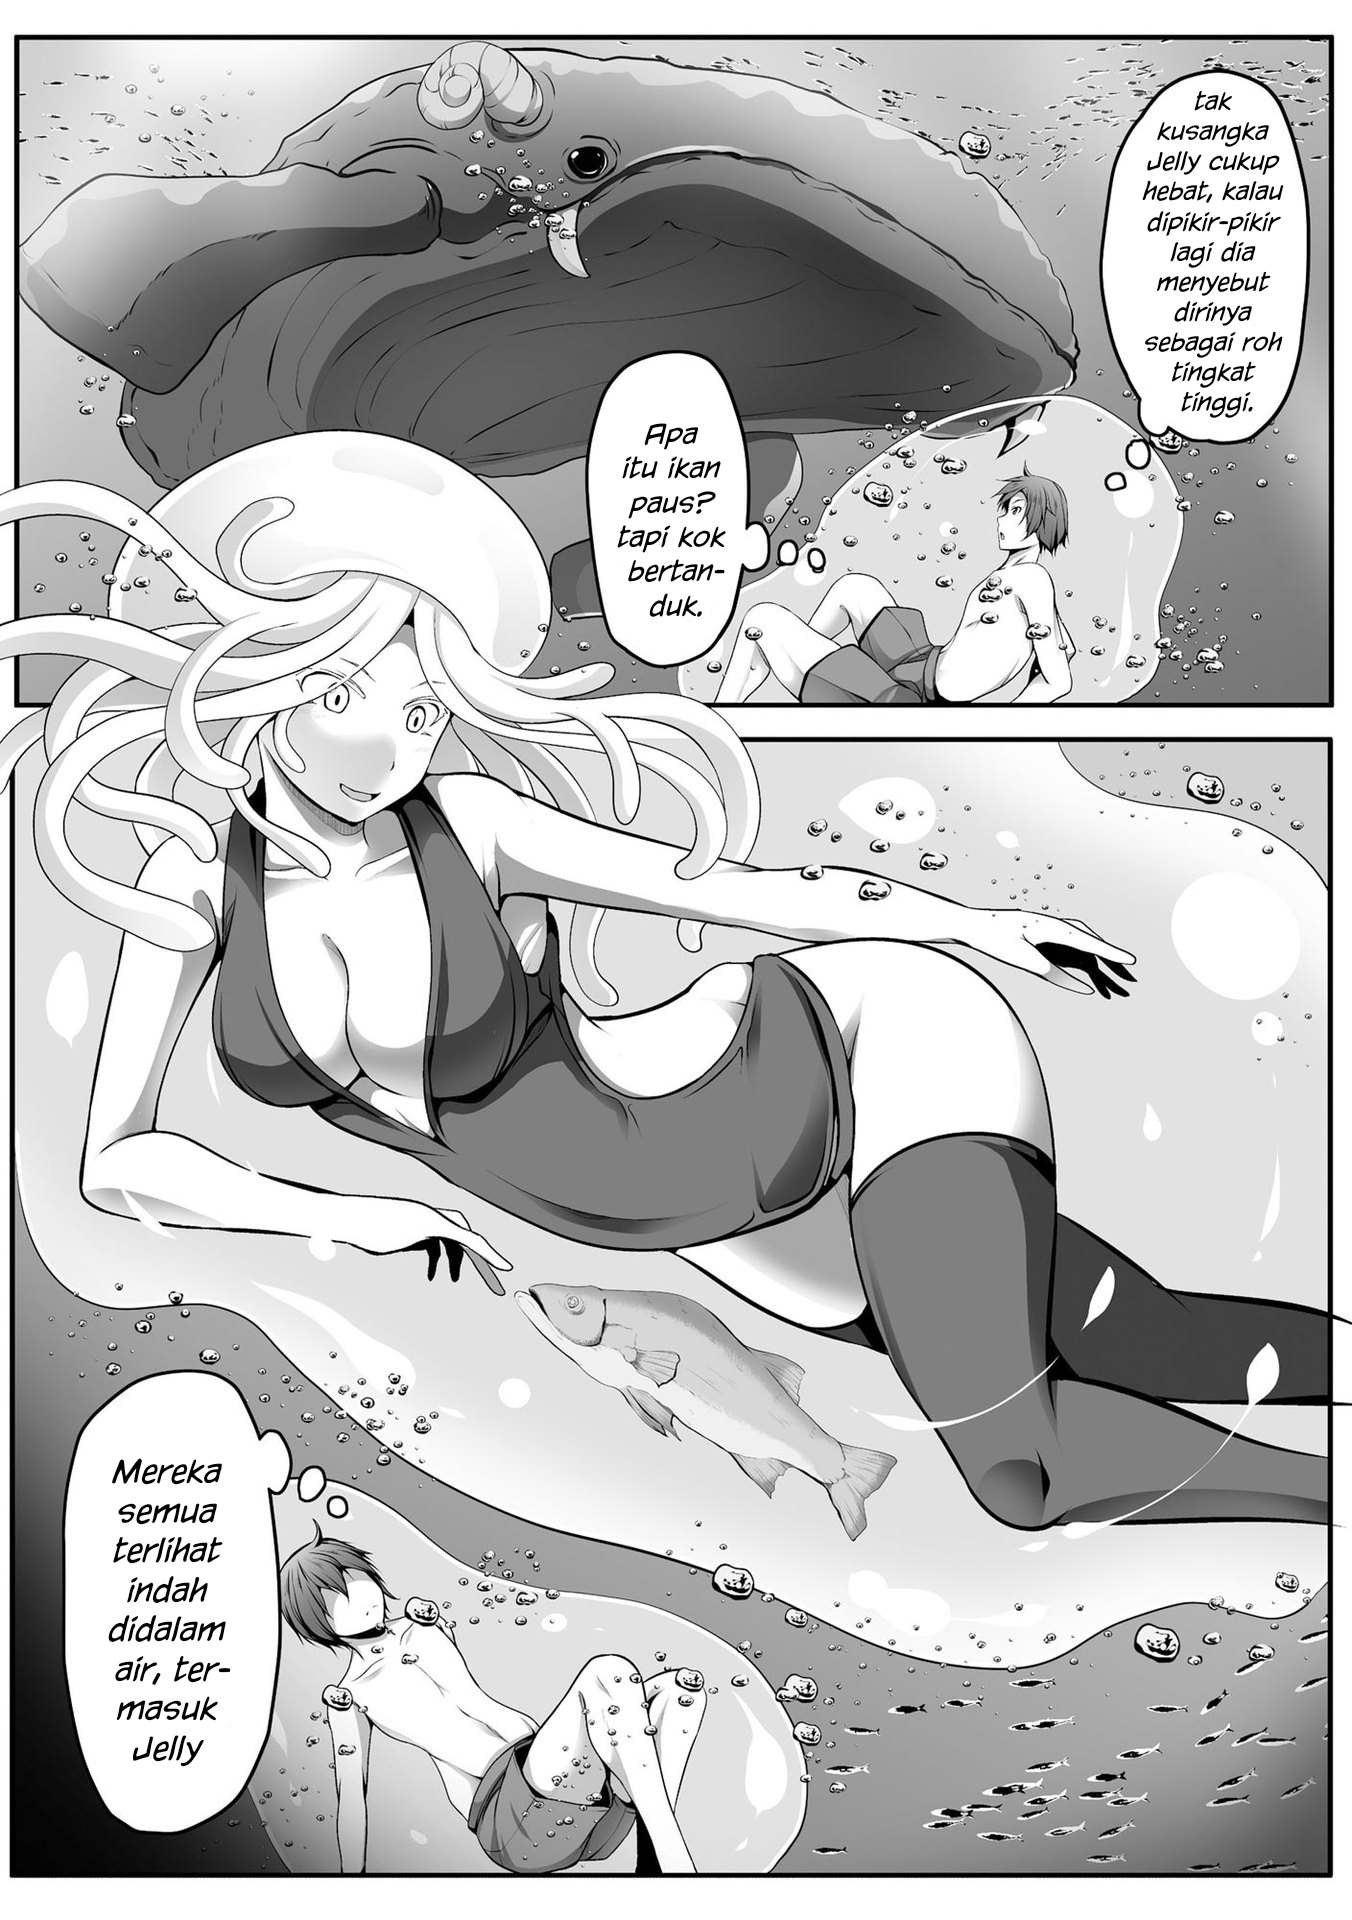 tak
kusangka
Jelly cukup
hebat, kalau
dipikir-pikir
lagi dia
menyebut
dirinya
sebagai roh
tingkat
tinggi.
Apa
itu ikan
paus?
tapi kok
bertan-
duk.
Mereka
semua
terlihat
indah
didalam
air, ter-
masuk
Jelly